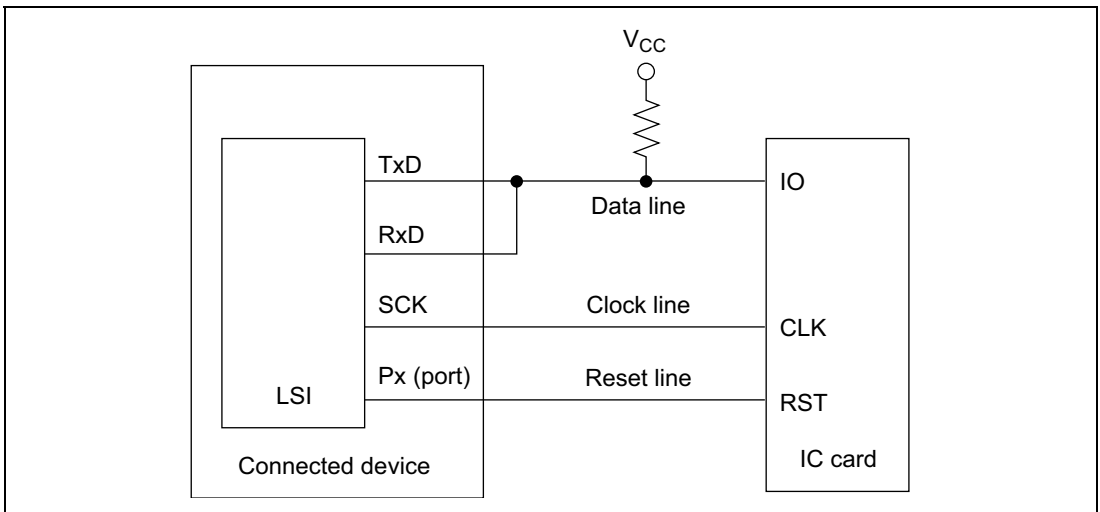 VCC
TxD
IO
Data line
RxD
SCK
Clock line
CLK
Px (port)
Reset line
LSI
RST
Connected device
IC card